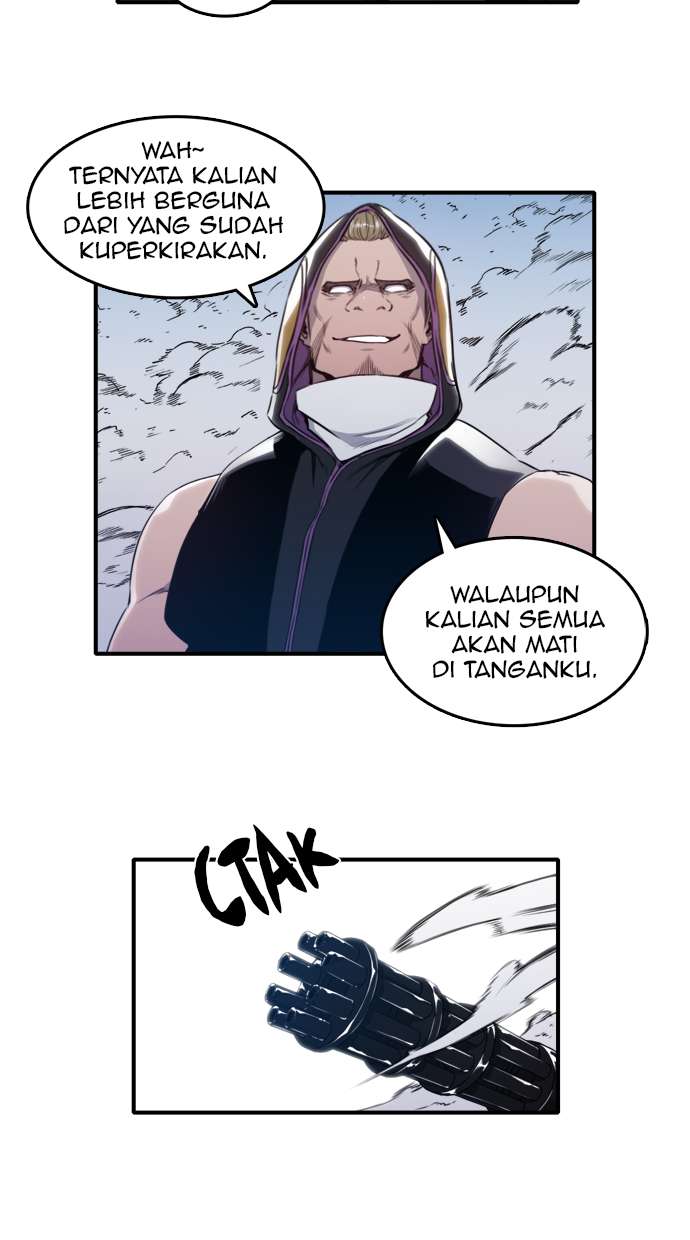 WAH~
TERNYATA KALIAN
LEBIH BERGUNA
DARI YANG SUDAH
KUPERKIRAKAN.
WALAUPUN
KALIAN SEMUA
AKAN MATI
DI TANGANKU.
CTAK